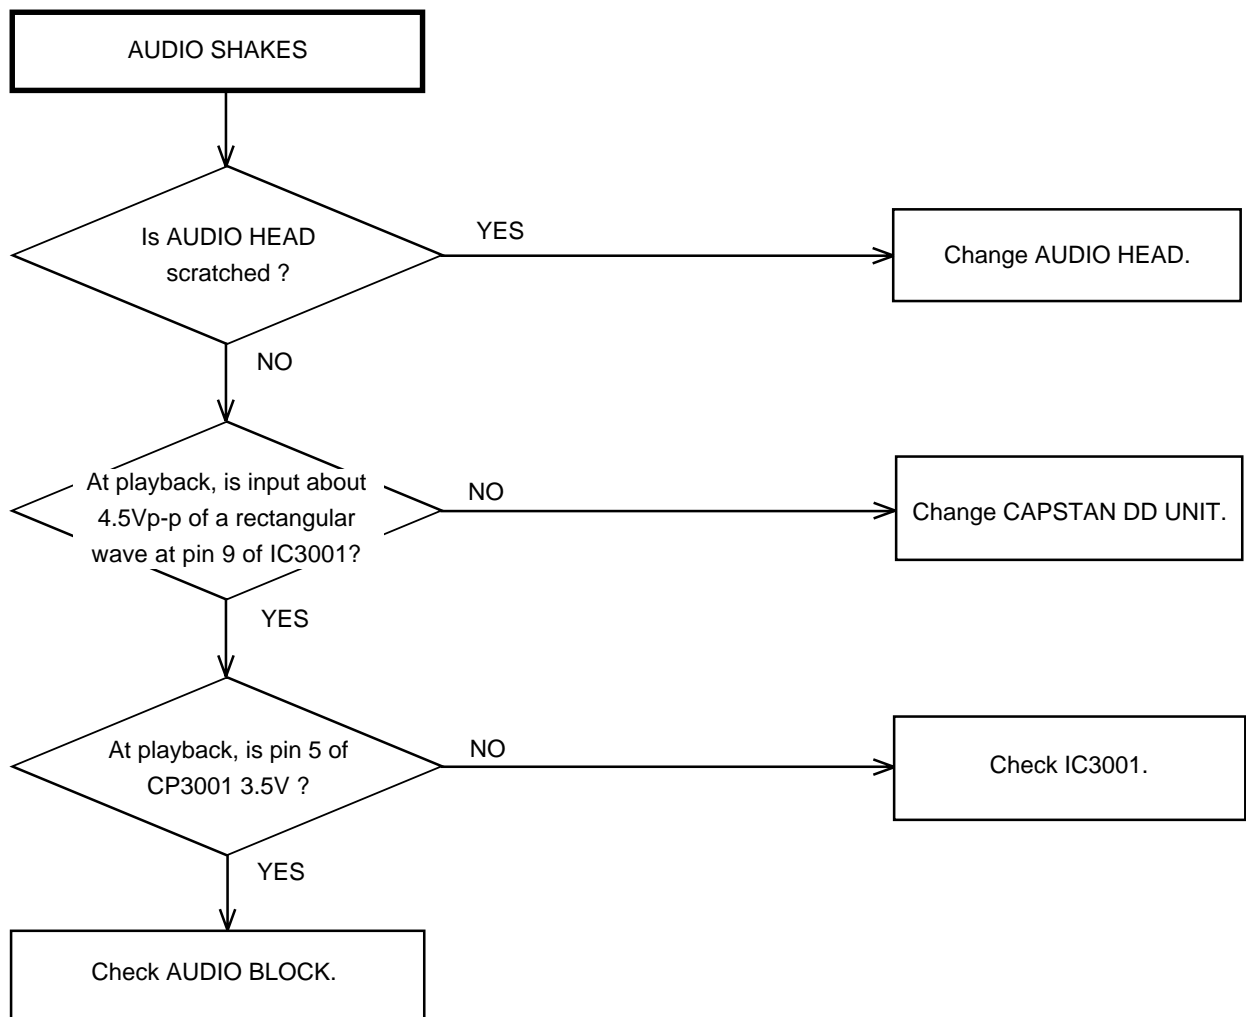 AUDIO SHAKES
Is AUDIO HEAD
scratched ?
YES
Change AUDIO HEAD.
NO
At playback, is input about
4.5Vp-p of a rectangular
wave at pin 9 of IC3001?
NO
Change CAPSTAN DD UNIT.
YES
At playback, is pin 5 of
CP3001 3.5V ?
NO
Check IC3001.
YES
Check AUDIO BLOCK.